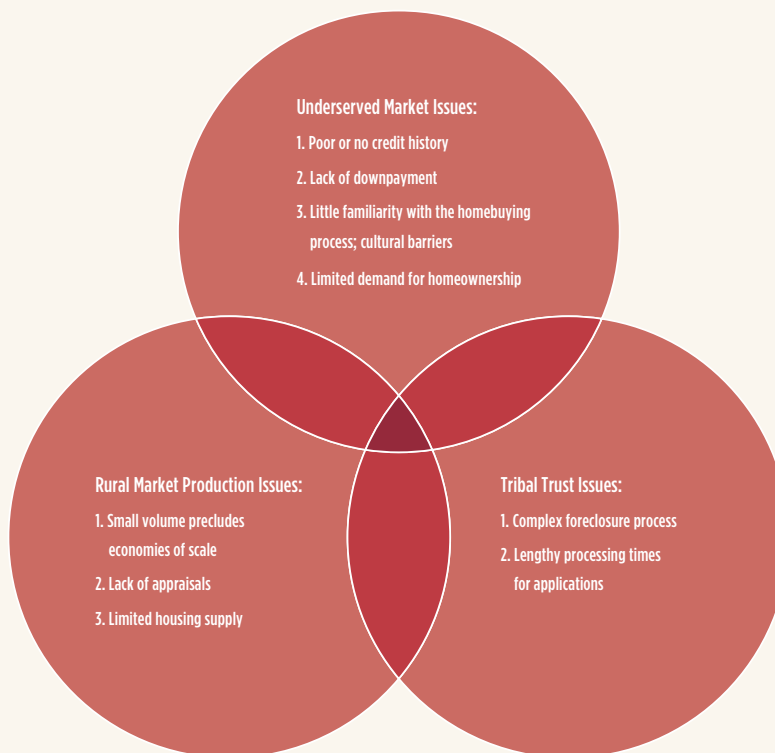 Underserved Market Issues:
1. Poor or no credit history
2. Lack of downpayment
3. Little familiarity with the homebuying
process; cultural barriers
4. Limited demand for homeownership
Rural Market Production Issues:
1. Small volume precludes
economies of scale
2. Lack of appraisals
3. Limited housing supply
Tribal Trust Issues:
1. Complex foreclosure process
2. Lengthy processing times
for applications